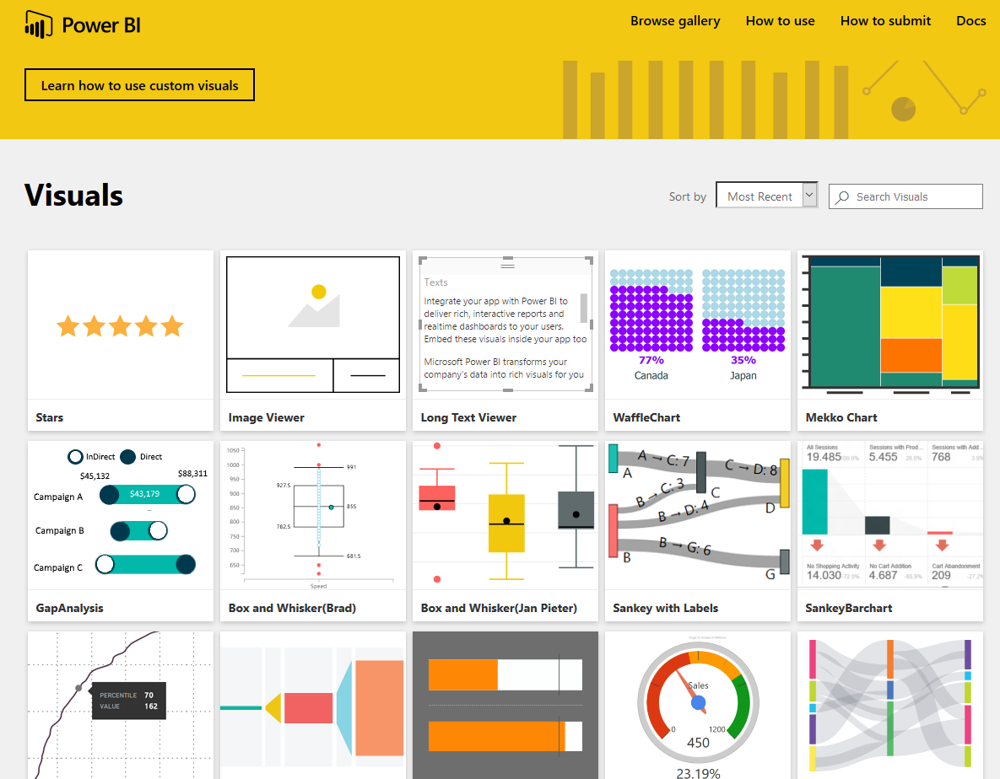 Power BI
Browse gallery
How to use
How to submit
Docs
Learn how to use custom visuals
Visuals
Sort by
Most Recent
Search Visuals
Texts
Integrate your app with Power BI to
deliver rich, interactive reports and
realtime dashboards to your users.
Embed these visuals inside your app too
Microsoft Power BI transforms your
company's data into rich visuals for you
77%
Canada
35%
Japan
Stars
Image Viewer
Long Text Viewer
WaffleChart
Mekko Chart
InDirect
Direct
$45,132
$88,311
Campaign A
$43,179
Campaign B
Campaign C
1050
1000
950
900
850
800
750
700
650
991
927.5
855
782.5
681.5
Speed
A → C: 7
C → D: 8
A
B → C: 3
C
B → D: 4
D
B → G: 6
B
G
All Sessions
Sessions with Prod...
Sessions with Add...
19.485 100.0%
5.455 28.0%
768 3.9%
No Shopping Activity
No Cart Addition
Cart Abandonment
14.030 -72.0%
4.687 -85.9%
209 -27.2%
GapAnalysis
Box and Whisker(Brad)
Box and Whisker(Jan Pieter)
Sankey with Labels
SankeyBarchart
PERCENTILE 70
VALUE 162
Sales
0
1200
450
23.19%